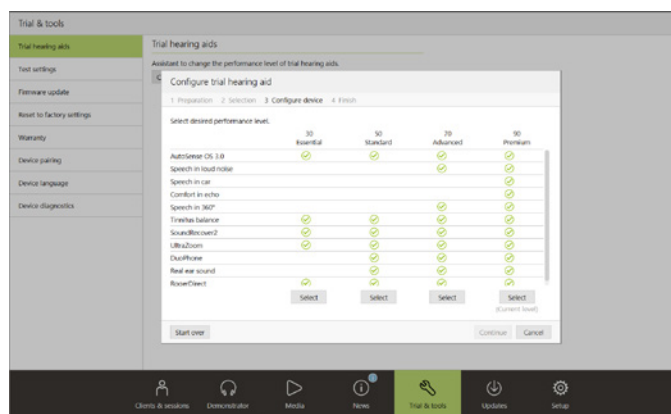 Trial & tools
Trial hearing aids
Test settings
Firmware update
Reset to factory settings
Warranty
Device pairing
Device language
Device diagnostics
Trial hearing aids
Assistant to change the performance level of trial hearing aids.
C
Configure trial hearing aid
1 Preparation 2 Selection 3 Configure device 4 Finish
Select desired performance level.
30 50 70 90
Essential Standard Advanced Premium
AutoSense OS 3.0
Speech in loud noise
Speech in car
Comfort in echo
Speech in 360°
Tinnitus balance
SoundRecover2
UltraZoom
DuoPhone
Real ear sound
RogerDirect
Select Select Select Select
(Current level)
Start over Continue Cancel
Clients & sessions Demonstrator Media News Trial & tools Updates Setup